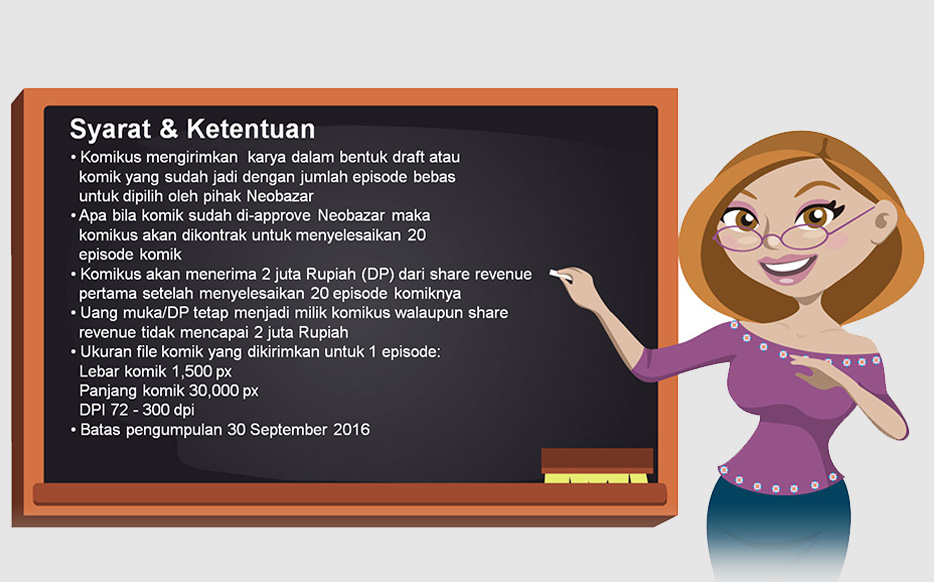 Syarat & Ketentuan
• Komikus mengirimkan karya dalam bentuk draft atau
komik yang sudah jadi dengan jumlah episode bebas
untuk dipilih oleh pihak Neobazar
• Apa bila komik sudah di-approve Neobazar maka
komikus akan dikontrak untuk menyelesaikan 20
episode komik
• Komikus akan menerima 2 juta Rupiah (DP) dari share revenue
pertama setelah menyelesaikan 20 episode komiknya
• Uang muka/DP tetap menjadi milik komikus walaupun share
revenue tidak mencapai 2 juta Rupiah
• Ukuran file komik yang dikirimkan untuk 1 episode:
Lebar komik 1,500 px
Panjang komik 30,000 px
DPI 72 - 300 dpi
• Batas pengumpulan 30 September 2016